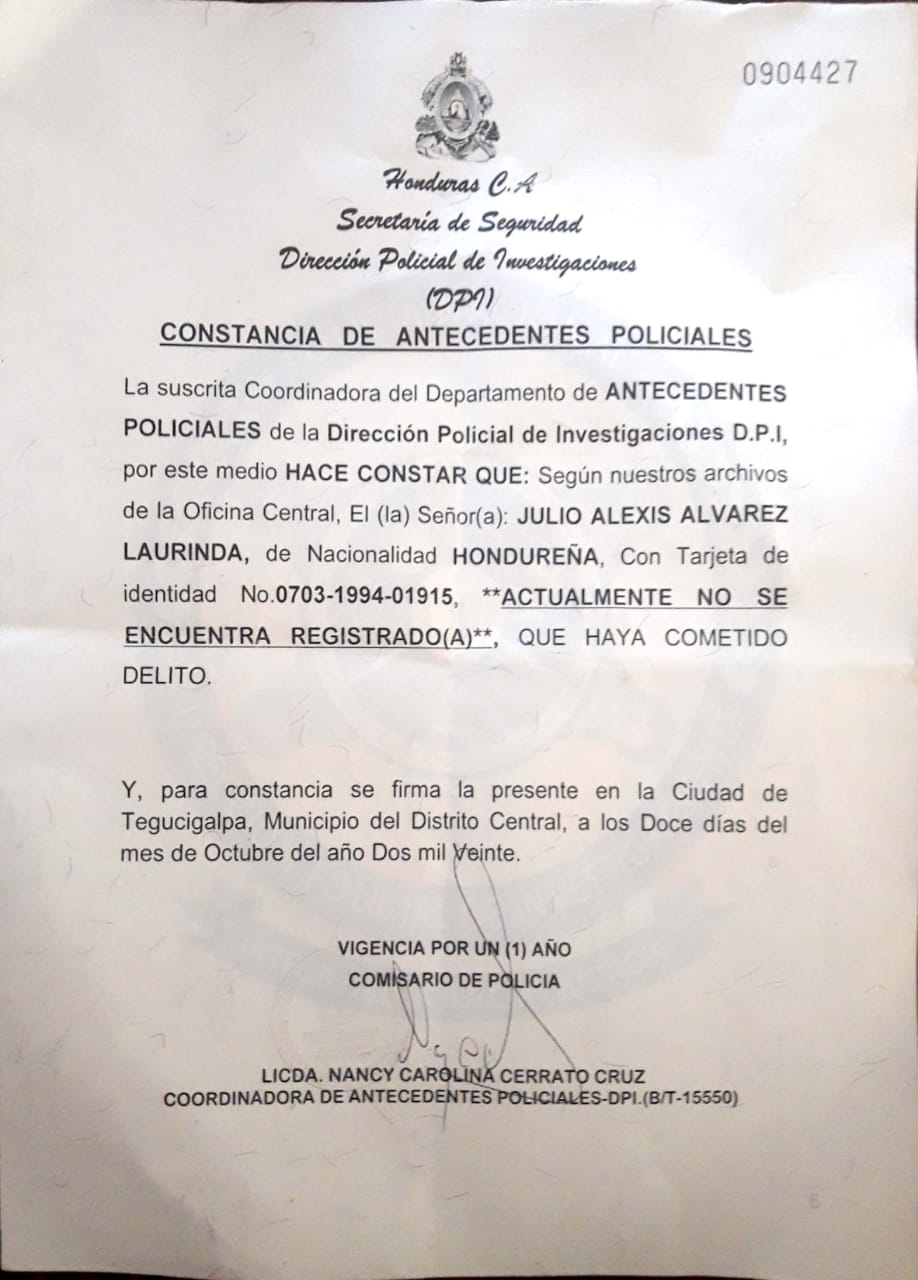 0904427
Honduras C.A
Secretaría de Seguridad
Dirección Policial de Investigaciones
(DPI)
CONSTANCIA DE ANTECEDENTES POLICIALES
La suscrita Coordinadora del Departamento de ANTECEDENTES
POLICIALES de la Dirección Policial de Investigaciones D.P.I,
por este medio HACE CONSTAR QUE: Según nuestros archivos
de la Oficina Central, El (la) Señor(a): JULIO ALEXIS ALVAREZ
LAURINDA, de Nacionalidad HONDUREÑA, Con Tarjeta de
identidad No.0703-1994-01915, **ACTUALMENTE NO SE
ENCUENTRA REGISTRADO(A)**, QUE HAYA COMETIDO
DELITO.
Y, para constancia se firma la presente en la Ciudad de
Tegucigalpa, Municipio del Distrito Central, a los Doce días del
mes de Octubre del año Dos mil Veinte.
VIGENCIA POR UN (1) AÑO
COMISARIO DE POLICIA
LICDA. NANCY CAROLINA CERRATO CRUZ
COORDINADORA DE ANTECEDENTES POLICIALES-DPI.(B/T-15550)